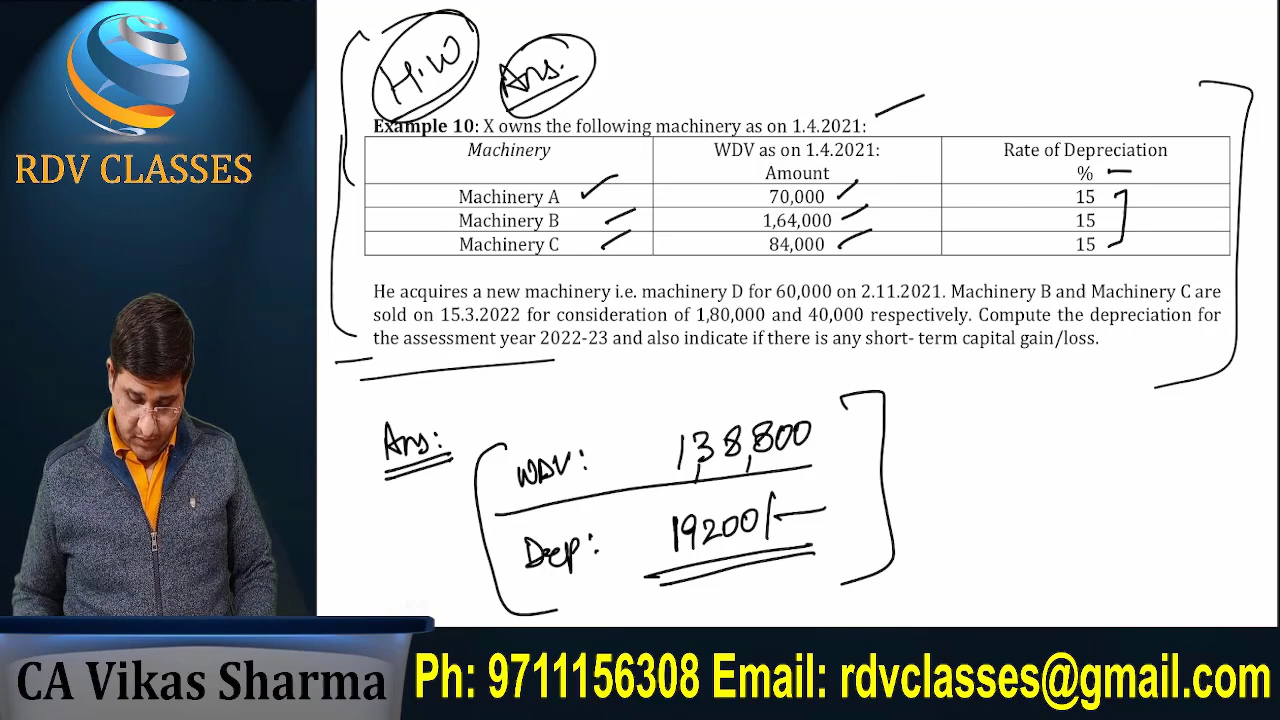 H.W Ans.
RDV CLASSES
Example 10: X owns the following machinery as on 1.4.2021:
Machinery WDV as on 1.4.2021: Amount Rate of Depreciation %
Machinery A 70,000 15
Machinery B 1,64,000 15
Machinery C 84,000 15
He acquires a new machinery i.e. machinery D for 60,000 on 2.11.2021. Machinery B and Machinery C are
sold on 15.3.2022 for consideration of 1,80,000 and 40,000 respectively. Compute the depreciation for
the assessment year 2022-23 and also indicate if there is any short- term capital gain/loss.
Ans:
WDV: 1,38,800
Dep: 19200/-
CA Vikas Sharma
Ph: 9711156308 Email: rdvclasses@gmail.com